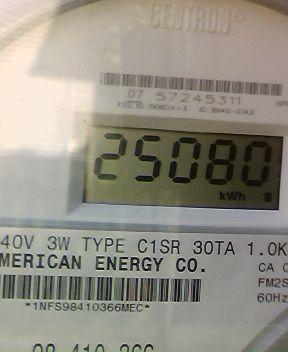 CENTRON®
07 57245311
25080
kWh
40V 3W TYPE C1SR 30TA 1.0K
MERICAN ENERGY CO.
CA 0
FM2S
60Hz
*1NFS98410366MEC*